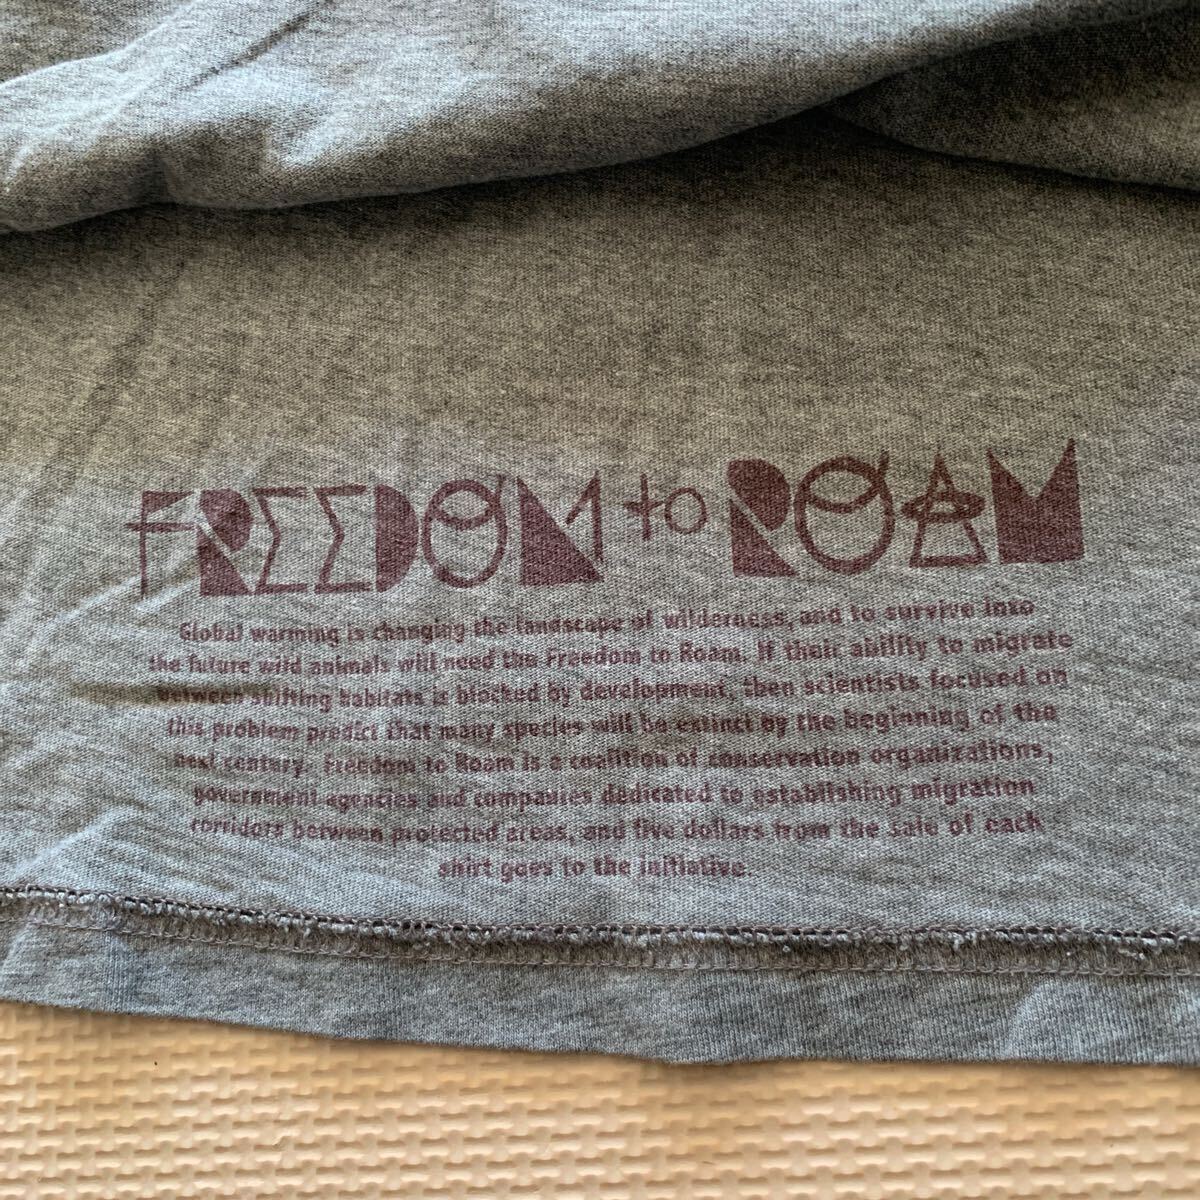 FREEDOM to ROAM
Global warming is changing the landscape of wilderness, and to survive into
the future wild animals will need the Freedom to Roam. If their ability to migrate
between shifting habitats is blocked by development, then scientists focused on
this problem predict that many species will be extinct by the beginning of the
next century. Freedom to Roam is a coalition of conservation organizations,
government agencies and companies dedicated to establishing migration
corridors between protected areas, and five dollars from the sale of each
shirt goes to the initiative.